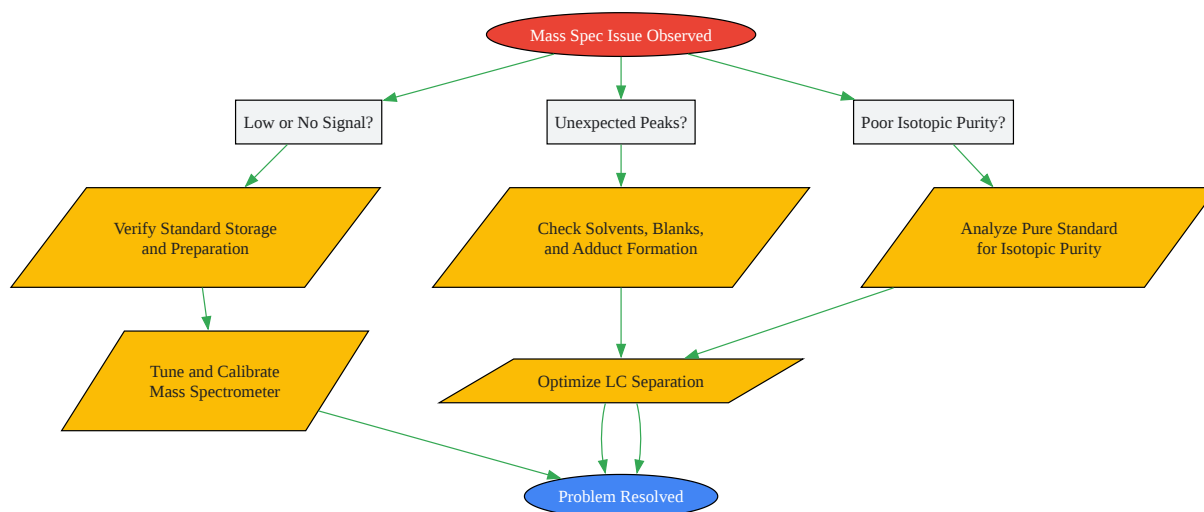 Mass Spec Issue Observed
Low or No Signal?
Unexpected Peaks?
Poor Isotopic Purity?
Verify Standard Storage
and Preparation
Check Solvents, Blanks,
and Adduct Formation
Analyze Pure Standard
for Isotopic Purity
Tune and Calibrate
Mass Spectrometer
Optimize LC Separation
Problem Resolved